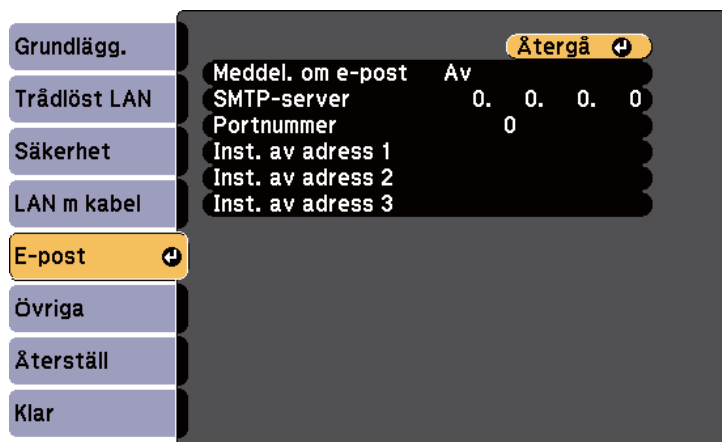 Grundlägg.
Trådlöst LAN
Säkerhet
LAN m kabel
E-post
Övriga
Återställ
Klar
Återgå
Meddel. om e-post Av
SMTP-server 0. 0. 0. 0
Portnummer 0
Inst. av adress 1
Inst. av adress 2
Inst. av adress 3